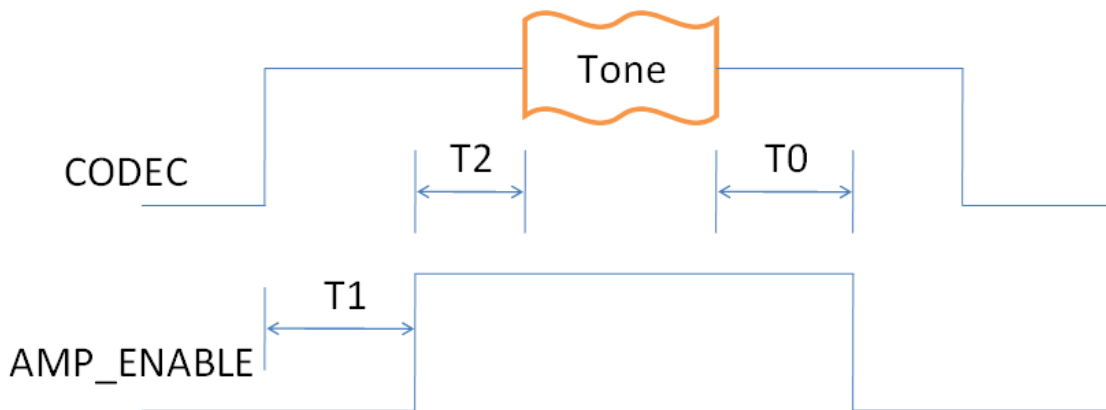 Tone
CODEC
T2
T0
T1
AMP_ENABLE